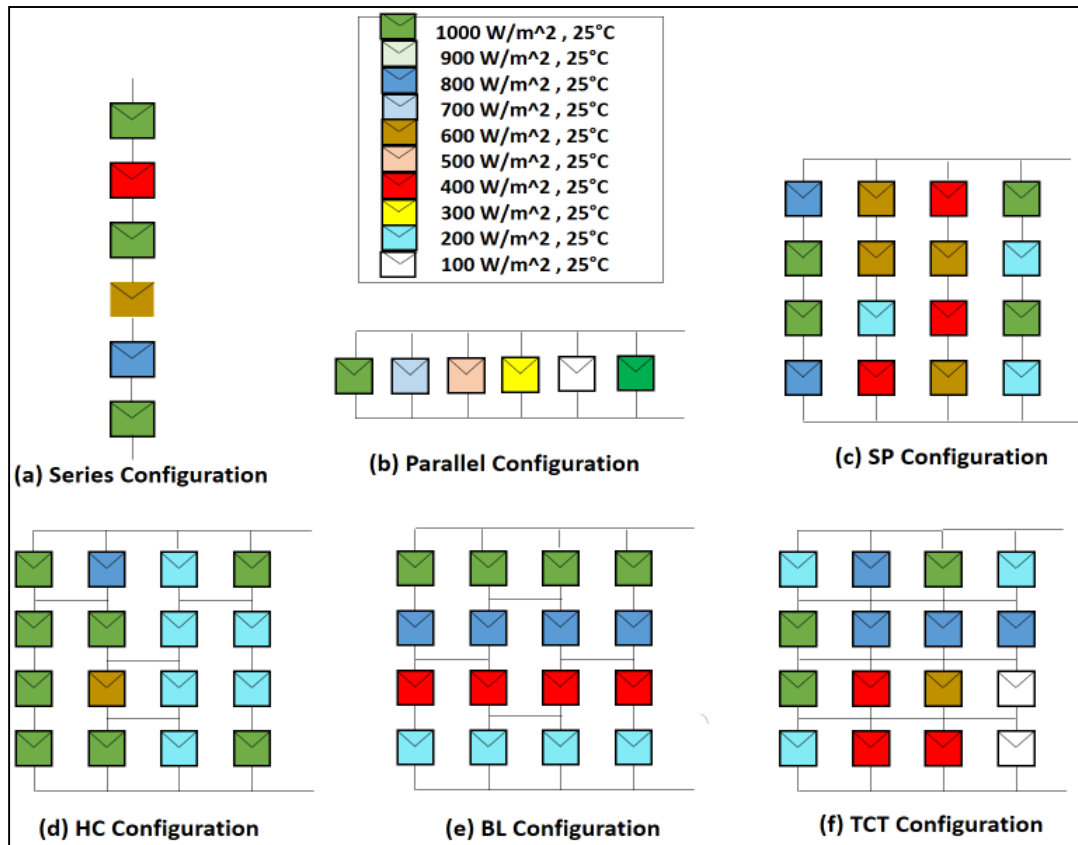 1000 W/m^2 , 25°C
900 W/m^2 , 25°C
800 W/m^2 , 25°C
700 W/m^2 , 25°C
600 W/m^2, 25°C
500 W/m^2, 25°C
400 W/m^2, 25°C
300 W/m^2, 25°C
200 W/m^2, 25°C
100 W/m^2, 25°C
(a) Series Configuration
(b) Parallel Configuration
(c) SP Configuration
(d) HC Configuration
(e) BL Configuration
(f) TCT Configuration